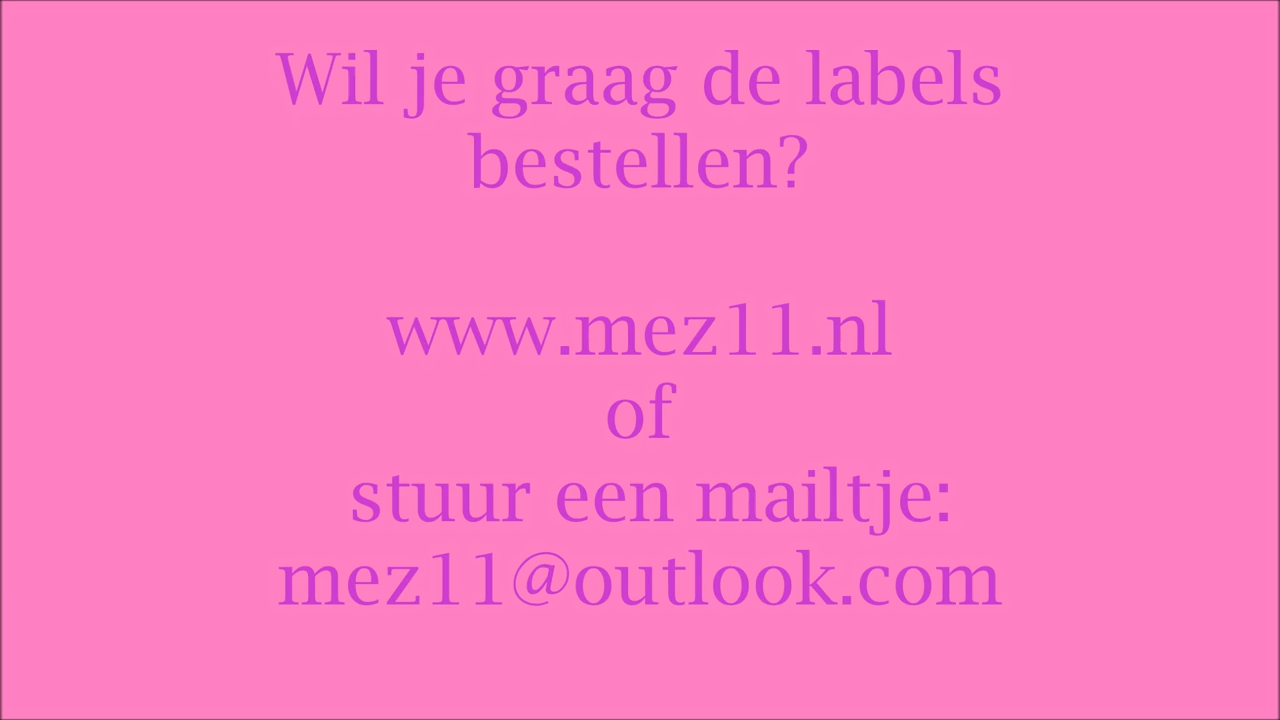 Wil je graag de labels
bestellen?
www.mez11.nl
of
stuur een mailtje:
mez11@outlook.com